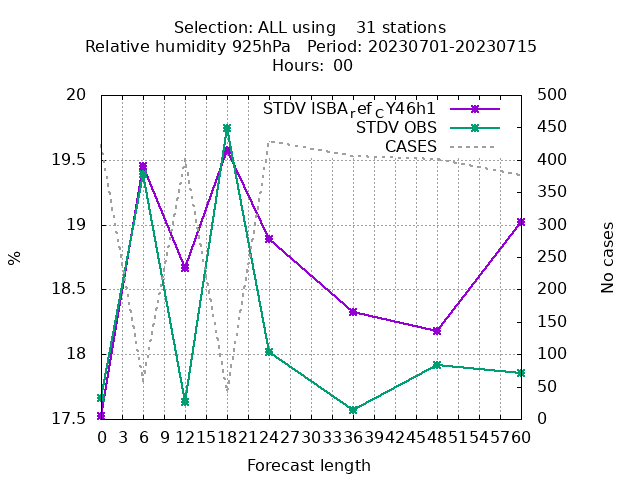 Selection: ALL using    31 stations
Relative humidity 925hPa   Period: 20230701-20230715
Hours:  00
STDV ISBA_ref_CY46h1
STDV OBS
CASES
20
19.5
19
18.5
18
17.5
%
500
450
400
350
300
250
200
150
100
50
0
No cases
0 3 6 9 12 15 18 21 24 27 30 33 36 39 42 45 48 51 54 57 60
Forecast length